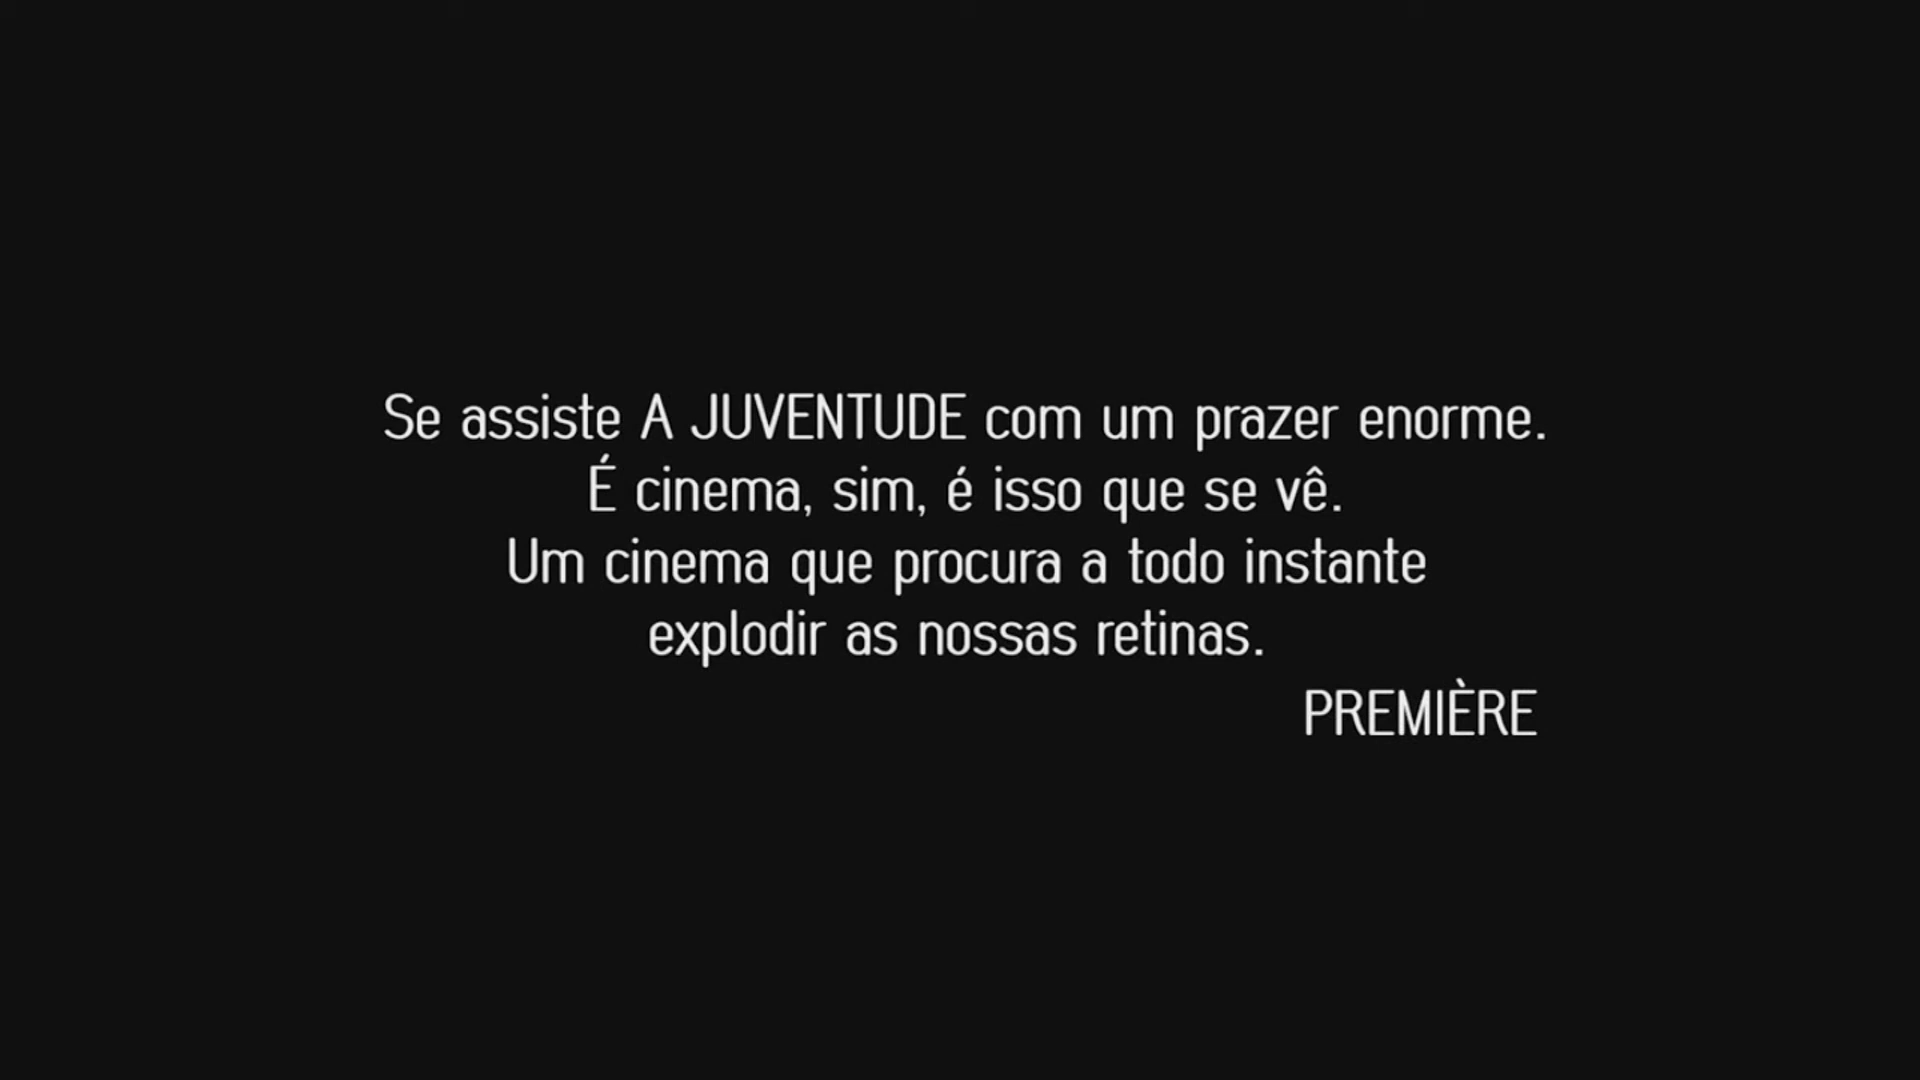 Se assiste A JUVENTUDE com um prazer enorme.
É cinema, sim, é isso que se vê.
Um cinema que procura a todo instante
explodir as nossas retinas.
PREMIÈRE